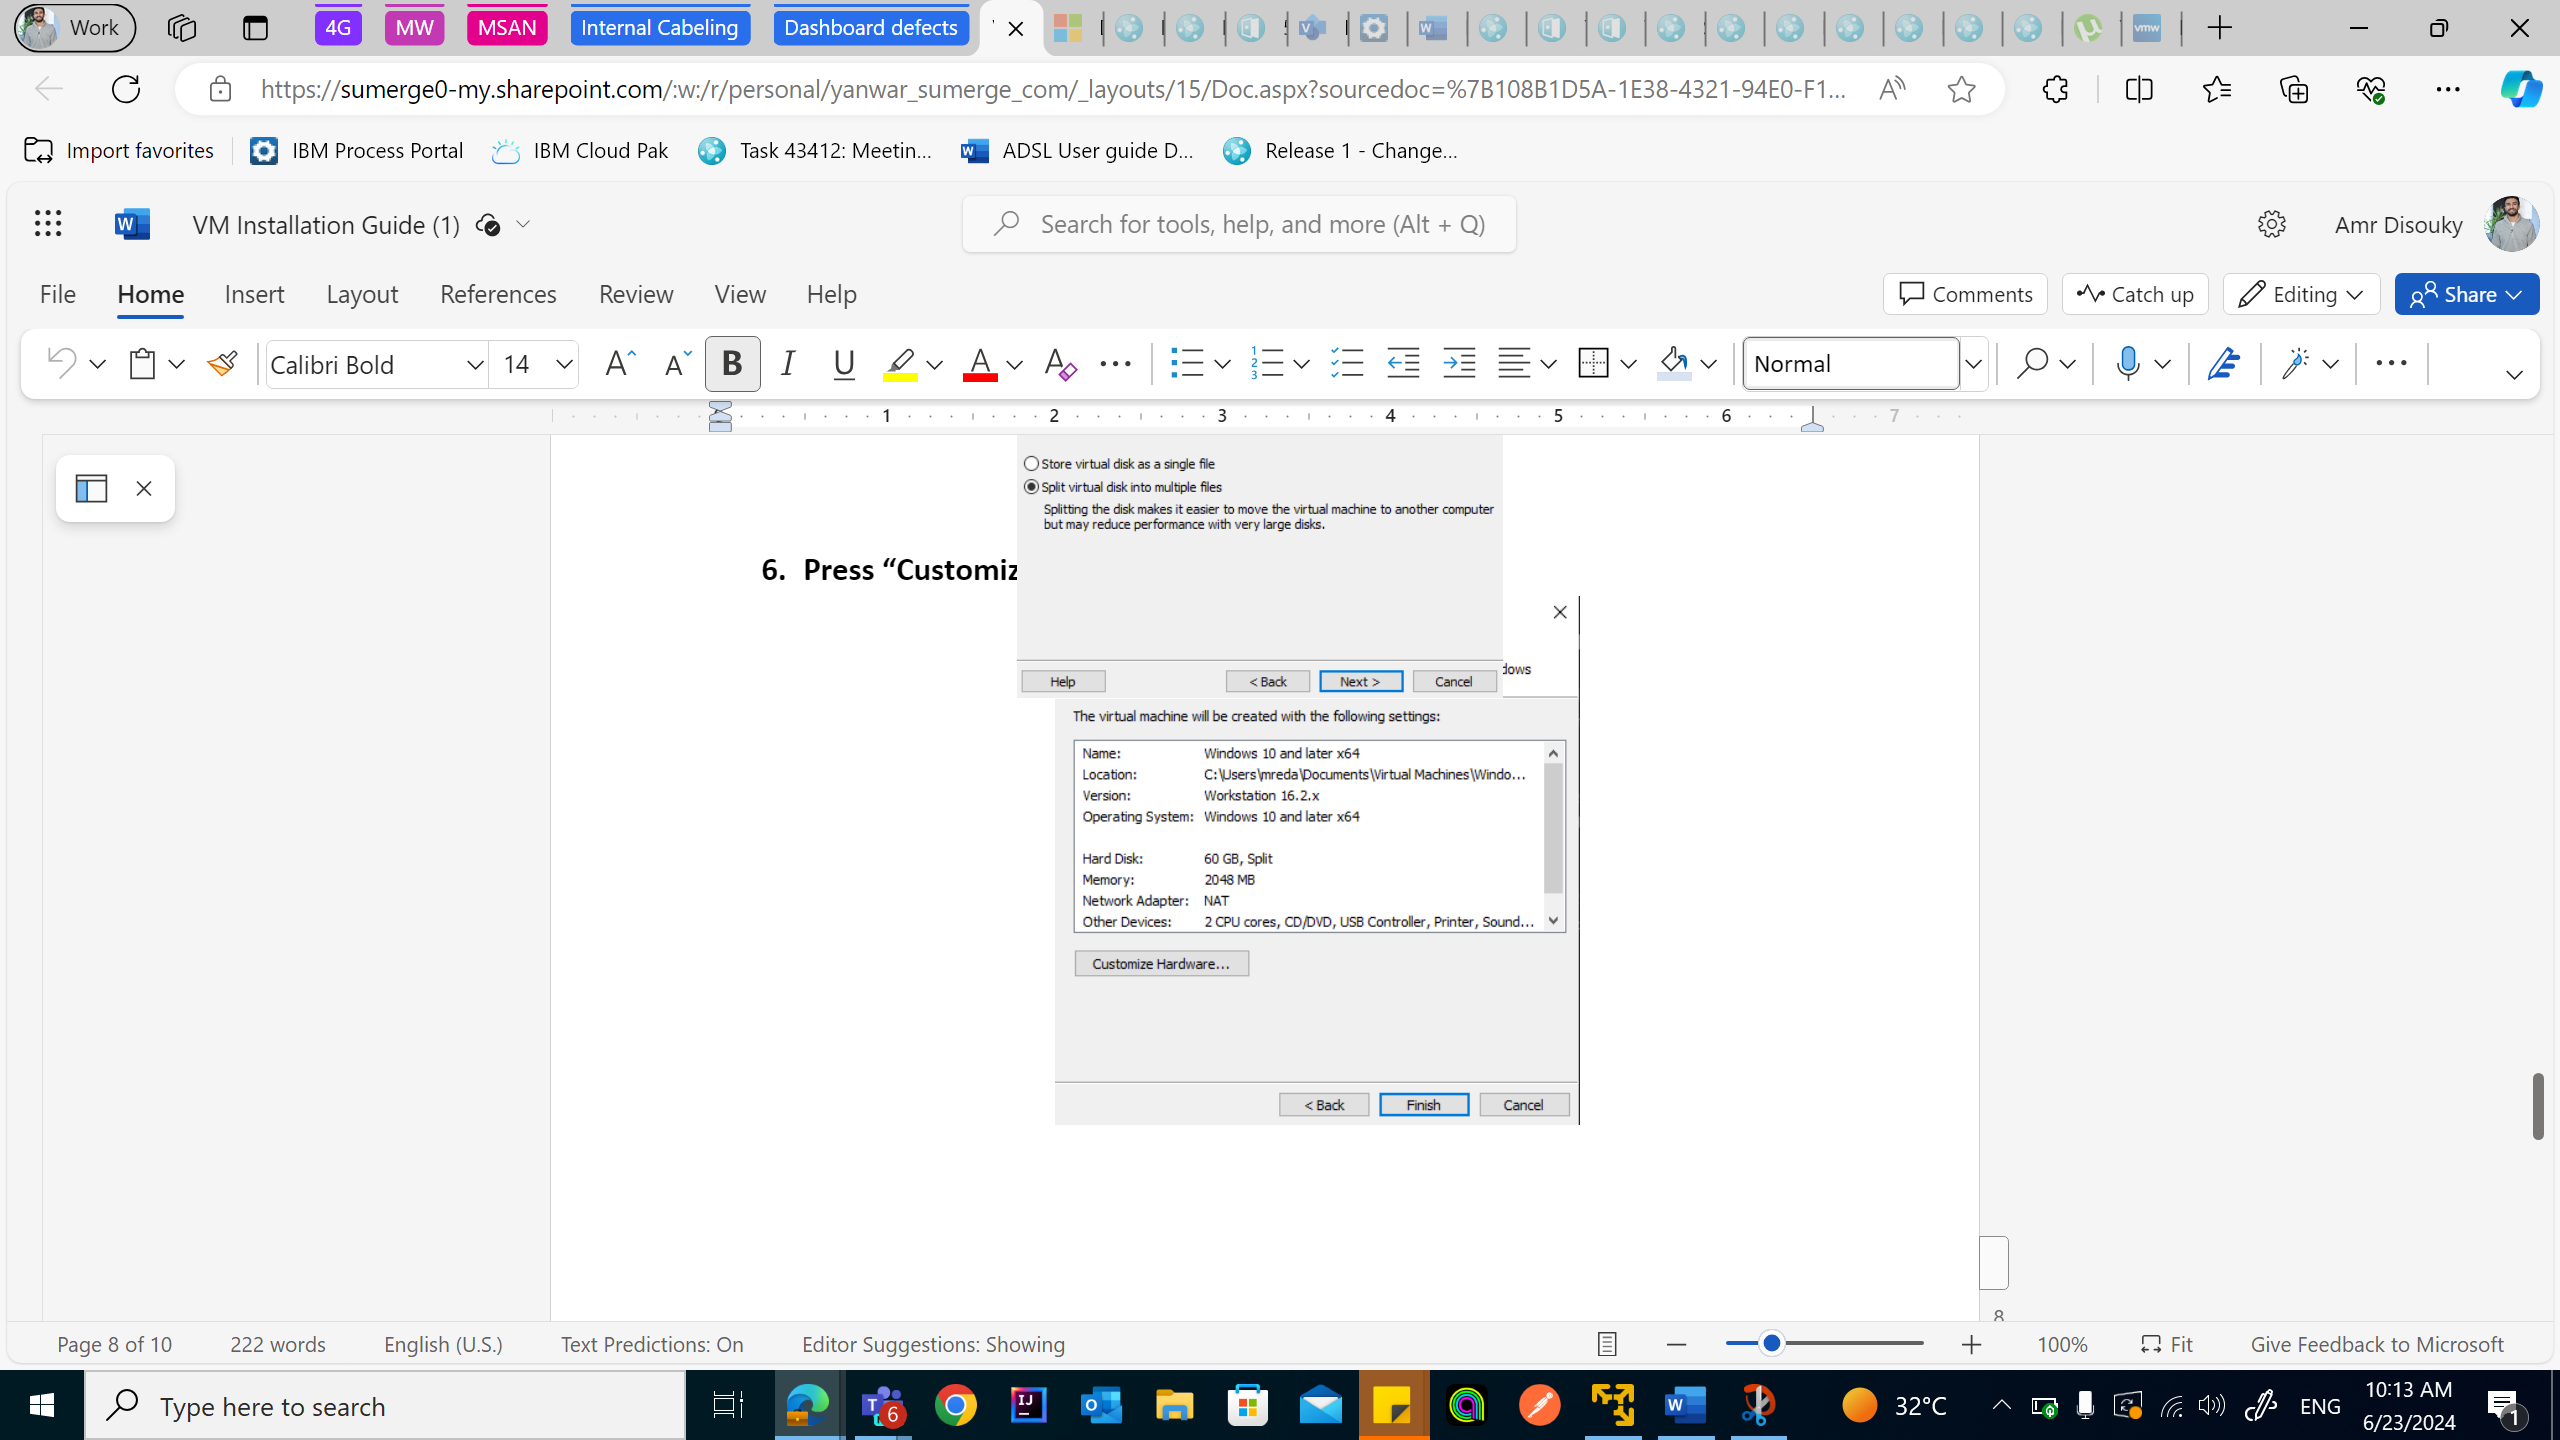 Work
4G
MW
MSAN
Internal Cabeling
Dashboard defects
https://sumerge0-my.sharepoint.com/:w:/r/personal/yanwar_sumerge_com/_layouts/15/Doc.aspx?sourcedoc=%7B108B1D5A-1E38-4321-94E0-F1...
Import favorites
IBM Process Portal
IBM Cloud Pak
Task 43412: Meetin...
ADSL User guide D...
Release 1 - Change...
VM Installation Guide (1)
Search for tools, help, and more (Alt + Q)
Amr Disouky
File
Home
Insert
Layout
References
Review
View
Help
Comments
Catch up
Editing
Share
Calibri Bold
14
Normal
1 2 3 4 5 6 7
Store virtual disk as a single file
Split virtual disk into multiple files
Splitting the disk makes it easier to move the virtual machine to another computer
but may reduce performance with very large disks.
6. Press “Customiz
Help
< Back
Next >
Cancel
dows
The virtual machine will be created with the following settings:
Name: Windows 10 and later x64
Location: C:\Users\mreda\Documents\Virtual Machines\Windo...
Version: Workstation 16.2.x
Operating System: Windows 10 and later x64
Hard Disk: 60 GB, Split
Memory: 2048 MB
Network Adapter: NAT
Other Devices: 2 CPU cores, CD/DVD, USB Controller, Printer, Sound...
Customize Hardware...
< Back
Finish
Cancel
8
Page 8 of 10
222 words
English (U.S.)
Text Predictions: On
Editor Suggestions: Showing
100%
Fit
Give Feedback to Microsoft
Type here to search
6
32°C
ENG
10:13 AM
6/23/2024
1